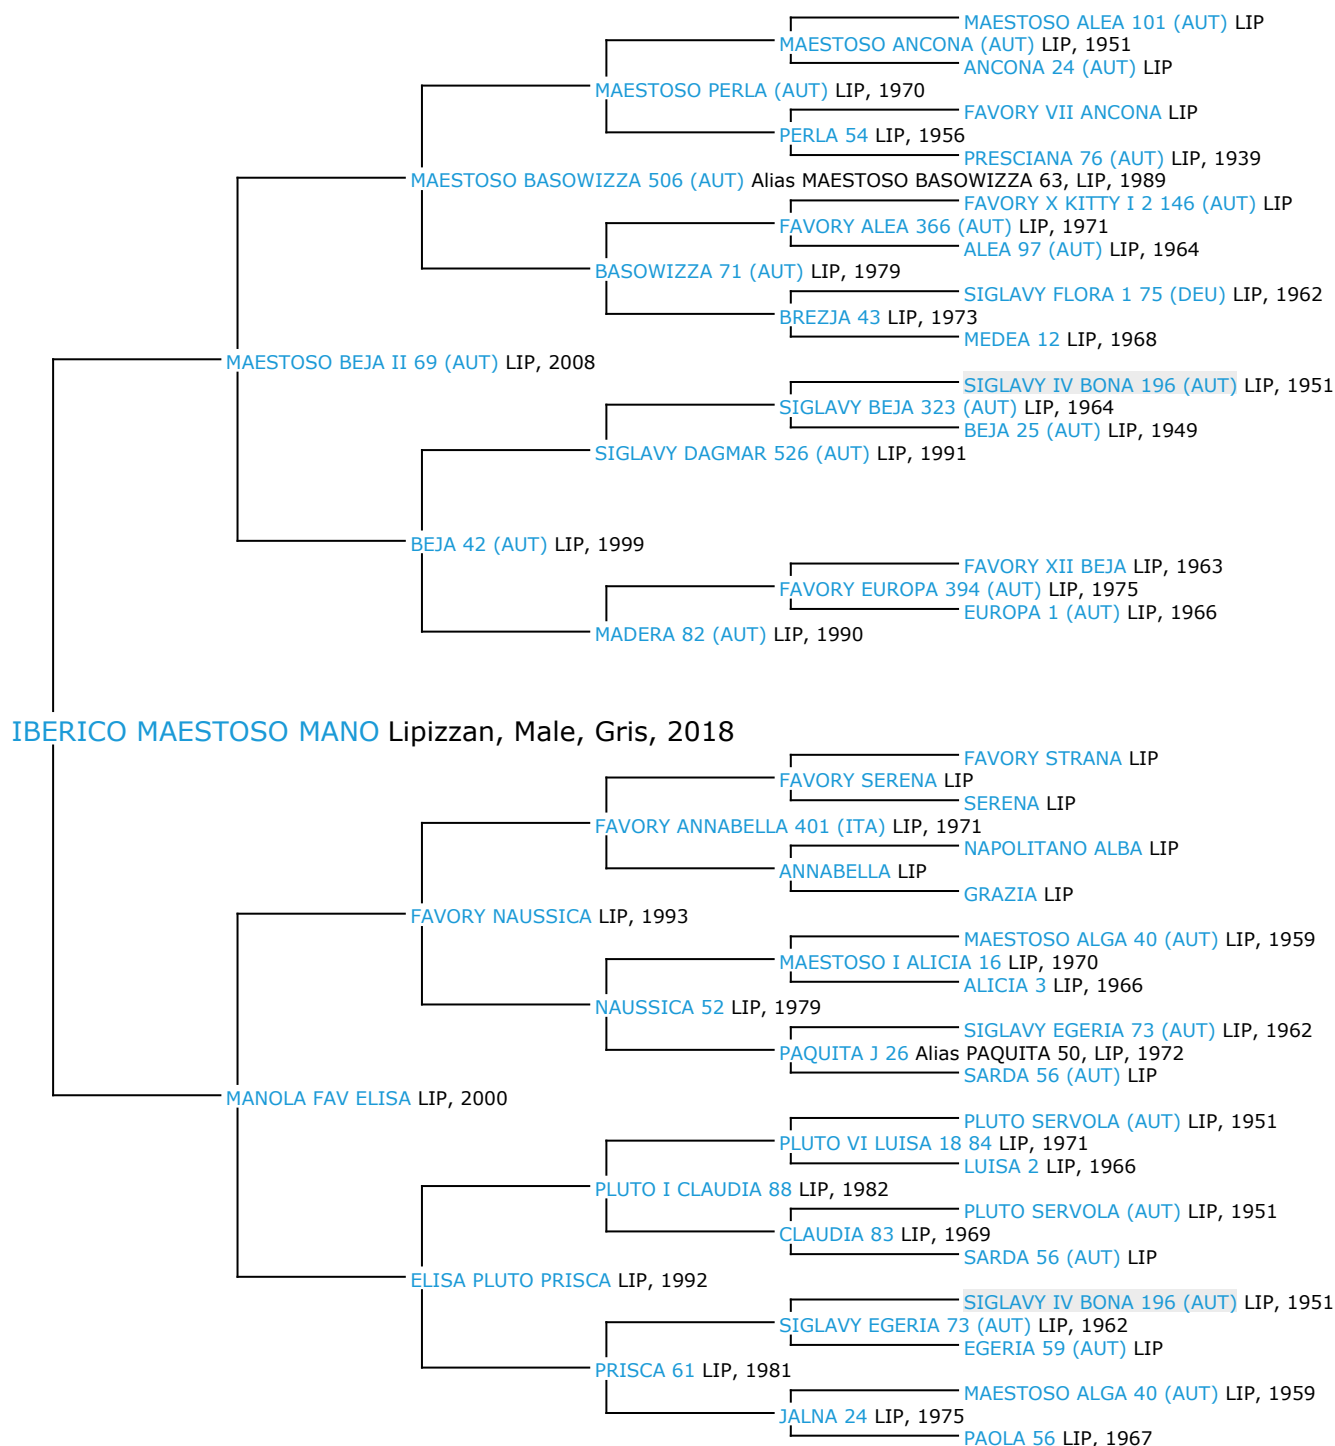 MAESTOSO ALEA 101 (AUT) LIP
MAESTOSO ANCONA (AUT) LIP, 1951
ANCONA 24 (AUT) LIP
MAESTOSO PERLA (AUT) LIP, 1970
FAVORY VII ANCONA LIP
PERLA 54 LIP, 1956
PRESCIANA 76 (AUT) LIP, 1939
MAESTOSO BASOWIZZA 506 (AUT) Alias MAESTOSO BASOWIZZA 63, LIP, 1989
FAVORY X KITTY I 2 146 (AUT) LIP
FAVORY ALEA 366 (AUT) LIP, 1971
ALEA 97 (AUT) LIP, 1964
BASOWIZZA 71 (AUT) LIP, 1979
SIGLAVY FLORA 1 75 (DEU) LIP, 1962
BREZJA 43 LIP, 1973
MEDEA 12 LIP, 1968
MAESTOSO BEJA II 69 (AUT) LIP, 2008
SIGLAVY IV BONA 196 (AUT) LIP, 1951
SIGLAVY BEJA 323 (AUT) LIP, 1964
BEJA 25 (AUT) LIP, 1949
SIGLAVY DAGMAR 526 (AUT) LIP, 1991
BEJA 42 (AUT) LIP, 1999
FAVORY XII BEJA LIP, 1963
FAVORY EUROPA 394 (AUT) LIP, 1975
EUROPA 1 (AUT) LIP, 1966
MADERA 82 (AUT) LIP, 1990
IBERICO MAESTOSO MANO Lipizzan, Male, Gris, 2018
FAVORY STRANA LIP
FAVORY SERENA LIP
SERENA LIP
FAVORY ANNABELLA 401 (ITA) LIP, 1971
NAPOLITANO ALBA LIP
ANNABELLA LIP
GRAZIA LIP
FAVORY NAUSSICA LIP, 1993
MAESTOSO ALGA 40 (AUT) LIP, 1959
MAESTOSO I ALICIA 16 LIP, 1970
ALICIA 3 LIP, 1966
NAUSSICA 52 LIP, 1979
SIGLAVY EGERIA 73 (AUT) LIP, 1962
PAQUITA J 26 Alias PAQUITA 50, LIP, 1972
SARDA 56 (AUT) LIP
MANOLA FAV ELISA LIP, 2000
PLUTO SERVOLA (AUT) LIP, 1951
PLUTO VI LUISA 18 84 LIP, 1971
LUISA 2 LIP, 1966
PLUTO I CLAUDIA 88 LIP, 1982
PLUTO SERVOLA (AUT) LIP, 1951
CLAUDIA 83 LIP, 1969
SARDA 56 (AUT) LIP
ELISA PLUTO PRISCA LIP, 1992
SIGLAVY IV BONA 196 (AUT) LIP, 1951
SIGLAVY EGERIA 73 (AUT) LIP, 1962
EGERIA 59 (AUT) LIP
PRISCA 61 LIP, 1981
MAESTOSO ALGA 40 (AUT) LIP, 1959
JALNA 24 LIP, 1975
PAOLA 56 LIP, 1967